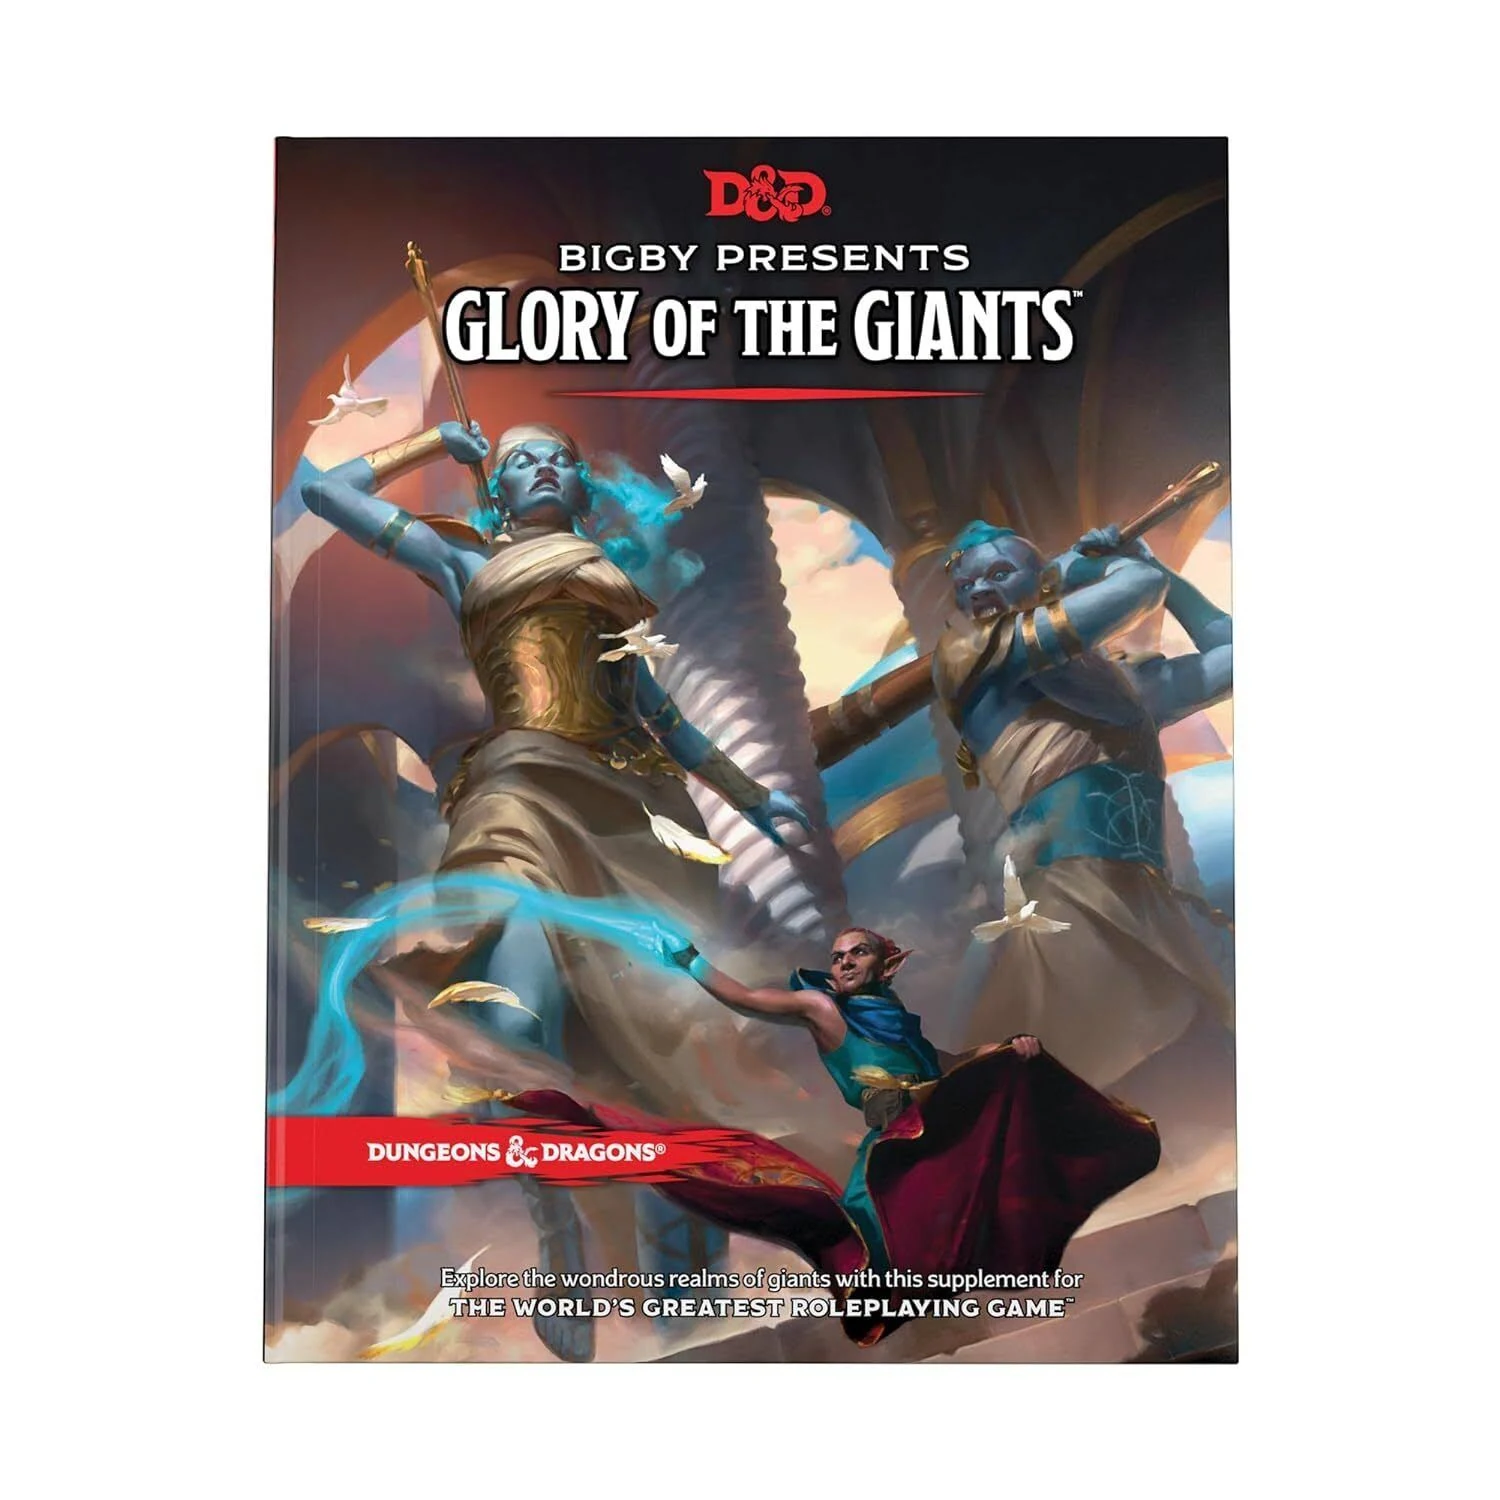 D&D®
BIGBY PRESENTS
GLORY OF THE GIANTS™
DUNGEONS & DRAGONS®
Explore the wondrous realms of giants with this supplement for
THE WORLD'S GREATEST ROLEPLAYING GAME™